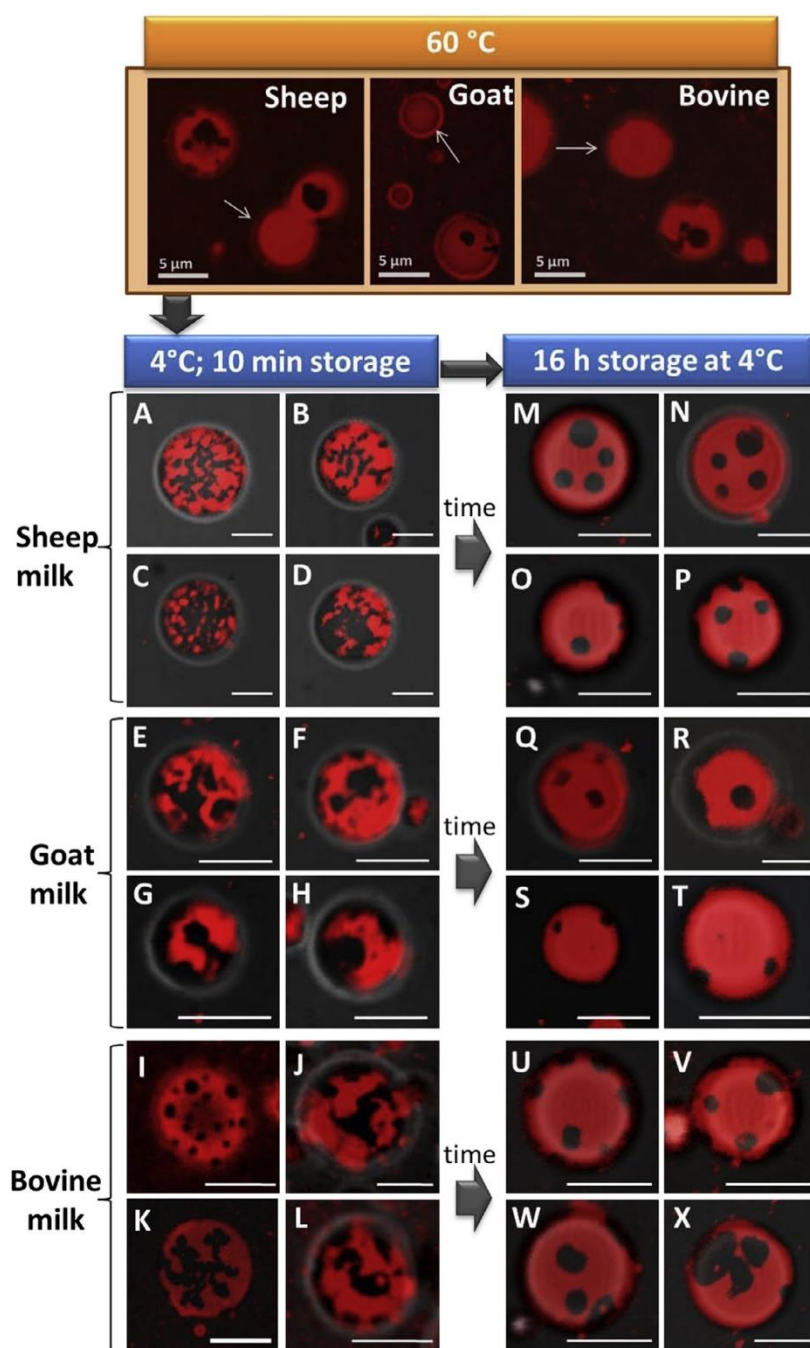 60 °C
Sheep
Goat
Bovine
5 μm
5 μm
5 μm
4°C; 10 min storage
16 h storage at 4°C
A
B
M
N
time
Sheep
milk
C
D
O
P
E
F
Q
R
time
Goat
milk
G
H
S
T
I
J
U
V
time
Bovine
milk
K
L
W
X